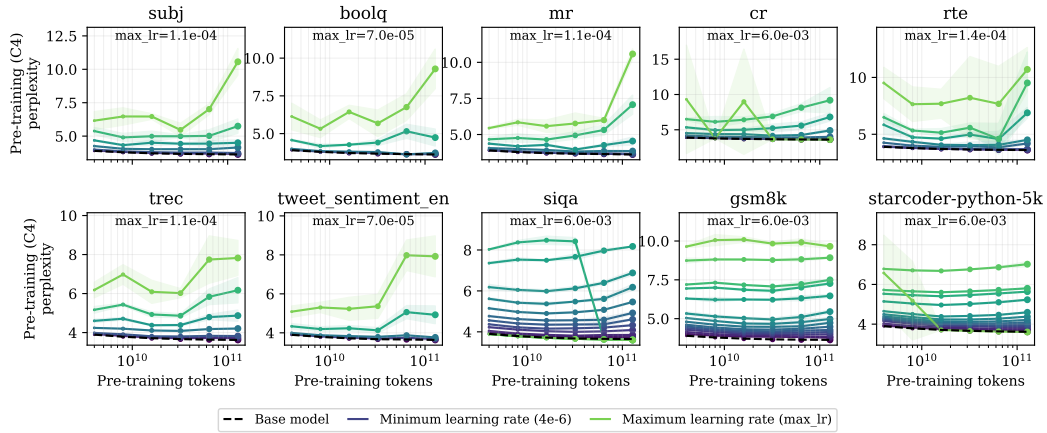 subj
boolq
mr
cr
rte
max_lr=1.1e-04
max_lr=7.0e-05
max_lr=1.1e-04
max_lr=6.0e-03
max_lr=1.4e-04
Pre-training (C4)
perplexity
12.5
10.0
7.5
5.0
10
5
10.0
7.5
5.0
15
10
5
10
5
trec
tweet_sentiment_en
siqa
gsm8k
starcoder-python-5k
max_lr=1.1e-04
max_lr=7.0e-05
max_lr=6.0e-03
max_lr=6.0e-03
max_lr=6.0e-03
Pre-training (C4)
perplexity
10
8
6
4
10
8
6
4
8
6
4
10.0
7.5
5.0
8
6
4
10^10 10^11
10^10 10^11
10^10 10^11
10^10 10^11
10^10 10^11
Pre-training tokens
Pre-training tokens
Pre-training tokens
Pre-training tokens
Pre-training tokens
Base model
Minimum learning rate (4e-6)
Maximum learning rate (max_lr)